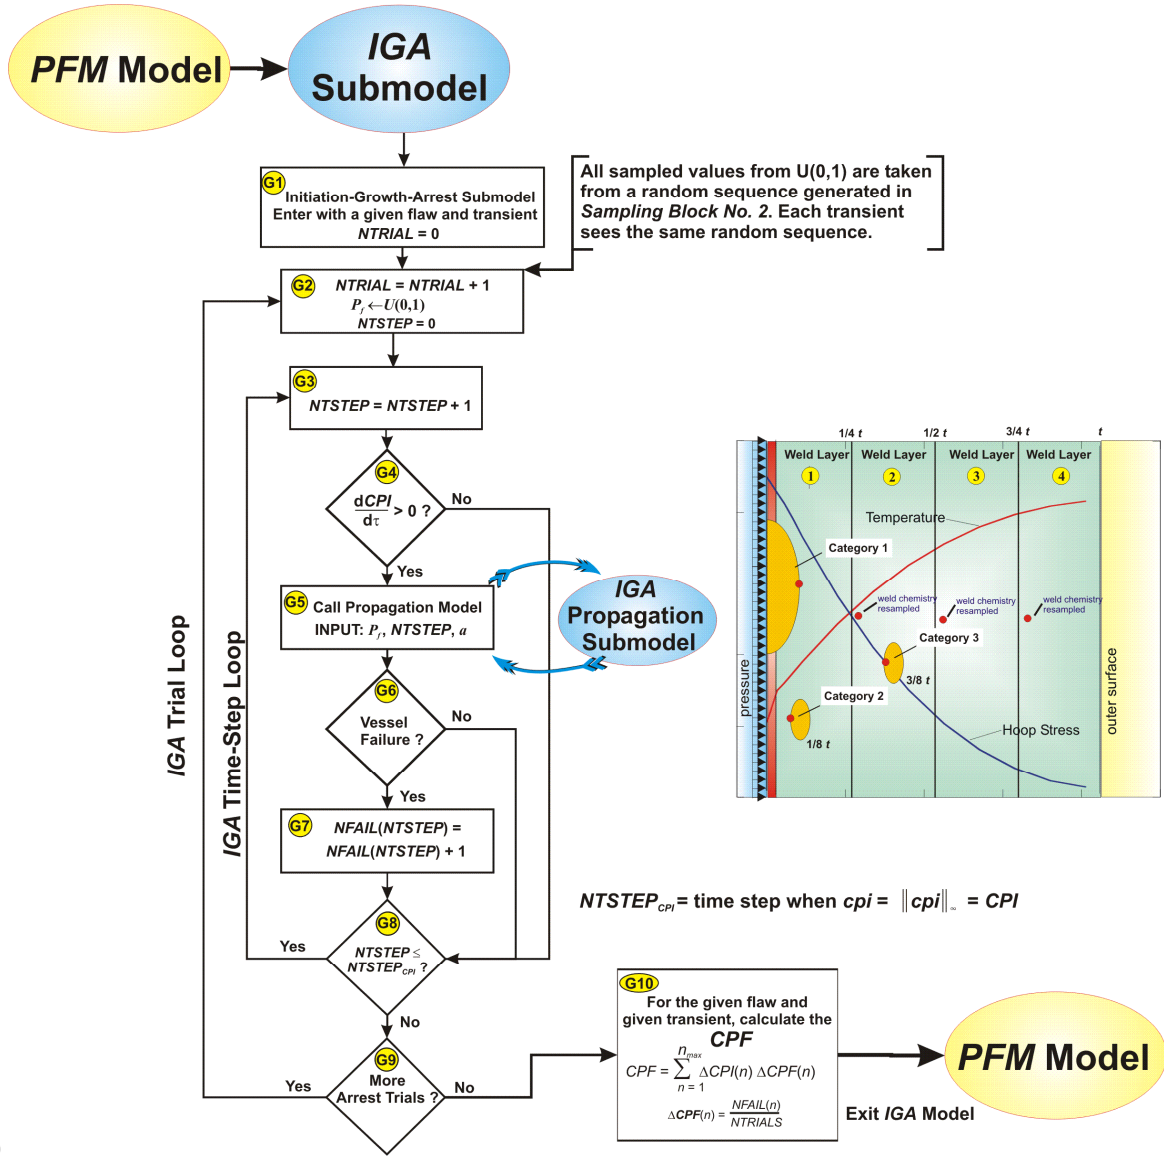 PFM Model
IGA
Submodel
G1
Initiation-Growth-Arrest Submodel
Enter with a given flaw and transient
NTRIAL = 0
All sampled values from U(0,1) are taken
from a random sequence generated in
Sampling Block No. 2. Each transient
sees the same random sequence.
G2
NTRIAL = NTRIAL + 1
P_f ← U(0,1)
NTSTEP = 0
G3
NTSTEP = NTSTEP + 1
G4
dCPI
dτ
> 0 ?
No
Yes
G5
Call Propagation Model
INPUT: P_f, NTSTEP, a
IGA
Propagation
Submodel
G6
Vessel
Failure ?
No
Yes
G7
NFAIL(NTSTEP) =
NFAIL(NTSTEP) + 1
G8
NTSTEP ≤
NTSTEP_CPI ?
Yes
No
G9
More
Arrest Trials ?
Yes
No
IGA Trial Loop
IGA Time-Step Loop
1/4 t
1/2 t
3/4 t
t
Weld Layer
Weld Layer
Weld Layer
Weld Layer
1
2
3
4
Temperature
Category 1
weld chemistry
resampled
weld chemistry
resampled
weld chemistry
resampled
Category 3
3/8 t
Category 2
1/8 t
Hoop Stress
pressure
outer surface
NTSTEP_CPI = time step when cpi = ||cpi||_∞ = CPI
G10
For the given flaw and
given transient, calculate the
CPF
CPF = ∑_{n = 1}^{n_max} ΔCPI(n) ΔCPF(n)
ΔCPF(n) = NFAIL(n) / NTRIALS
PFM Model
Exit IGA Model